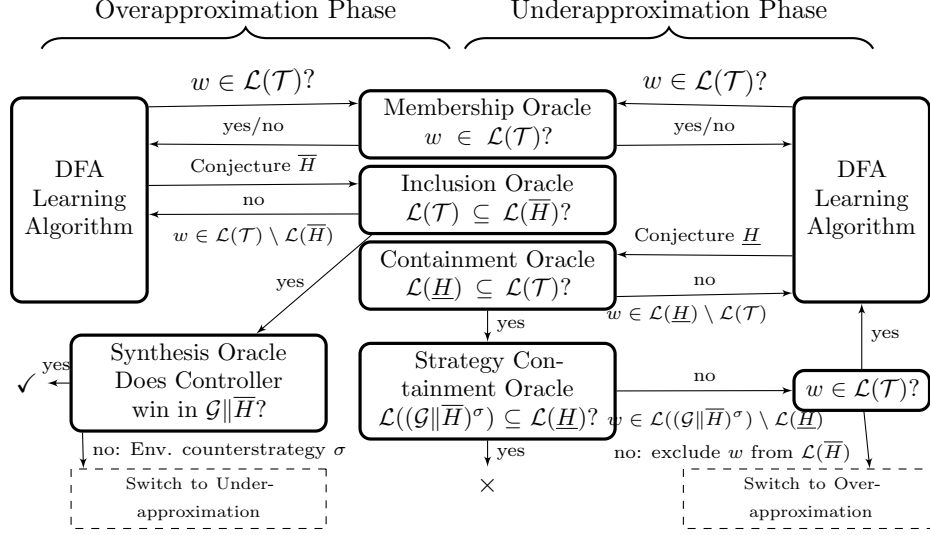 Overapproximation Phase
Underapproximation Phase
w ∈ L(T)?
w ∈ L(T)?
DFA
Learning
Algorithm
yes/no
Membership Oracle
w ∈ L(T)?
yes/no
DFA
Learning
Algorithm
Conjecture H̅
Inclusion Oracle
L(T) ⊆ L(H̅)?
no
w ∈ L(T) \ L(H̅)
Conjecture H̲
Containment Oracle
L(H̲) ⊆ L(T)?
no
w ∈ L(H̲) \ L(T)
yes
yes
yes
✓
yes
Synthesis Oracle
Does Controller
win in G∥H̅?
Strategy Con-
tainment Oracle
L((G∥H̅)^σ) ⊆ L(H̲)?
no
w ∈ L((G∥H̅)^σ) \ L(H̲)
w ∈ L(T)?
no: Env. counterstrategy σ
yes
no: exclude w from L(H̅)
Switch to Under-
approximation
×
Switch to Over-
approximation